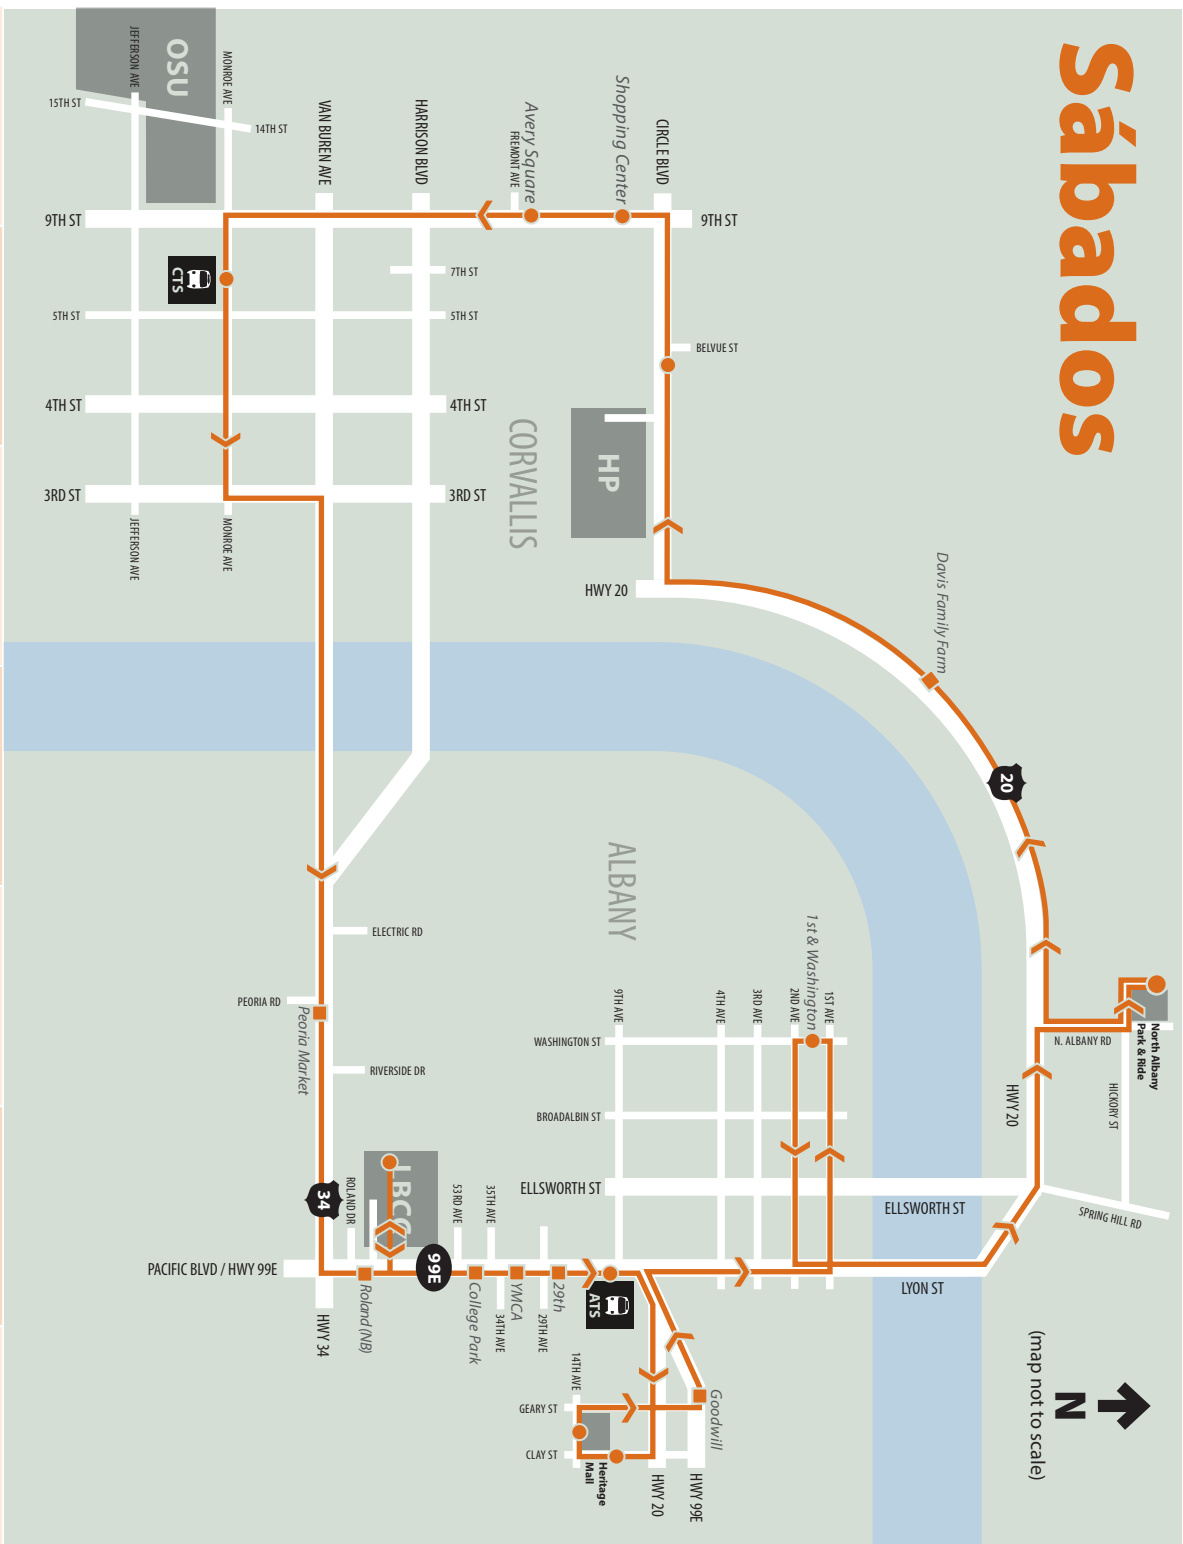 Sábados
N
(map not to scale)
OSU
JEFFERSON AVE
MONROE AVE
15TH ST
14TH ST
VAN BUREN AVE
HARRISON BLVD
FREMONT AVE
Avery Square
Shopping Center
CIRCLE BLVD
9TH ST
9TH ST
CTS
7TH ST
5TH ST
5TH ST
BELVUE ST
4TH ST
4TH ST
3RD ST
3RD ST
CORVALLIS
HP
JEFFERSON AVE
MONROE AVE
HWY 20
Davis Family Farm
20
ALBANY
ELECTRIC RD
PEORIA RD
Peoria Market
RIVERSIDE DR
1st & Washington
9TH AVE
4TH AVE
3RD AVE
2ND AVE
1ST AVE
WASHINGTON ST
BROADALBIN ST
ELLSWORTH ST
ELLSWORTH ST
North Albany
Park & Ride
N. ALBANY RD
HICKORY ST
HWY 20
SPRING HILL RD
LBCC
ROLAND DR
34
53RD AVE
35TH AVE
99E
PACIFIC BLVD / HWY 99E
HWY 34
Roland (NB)
College Park
34TH AVE
YMCA
29TH AVE
29th
ATS
LYON ST
14TH AVE
GEARY ST
CLAY ST
Heritage
Mall
Goodwill
HWY 20
HWY 99E